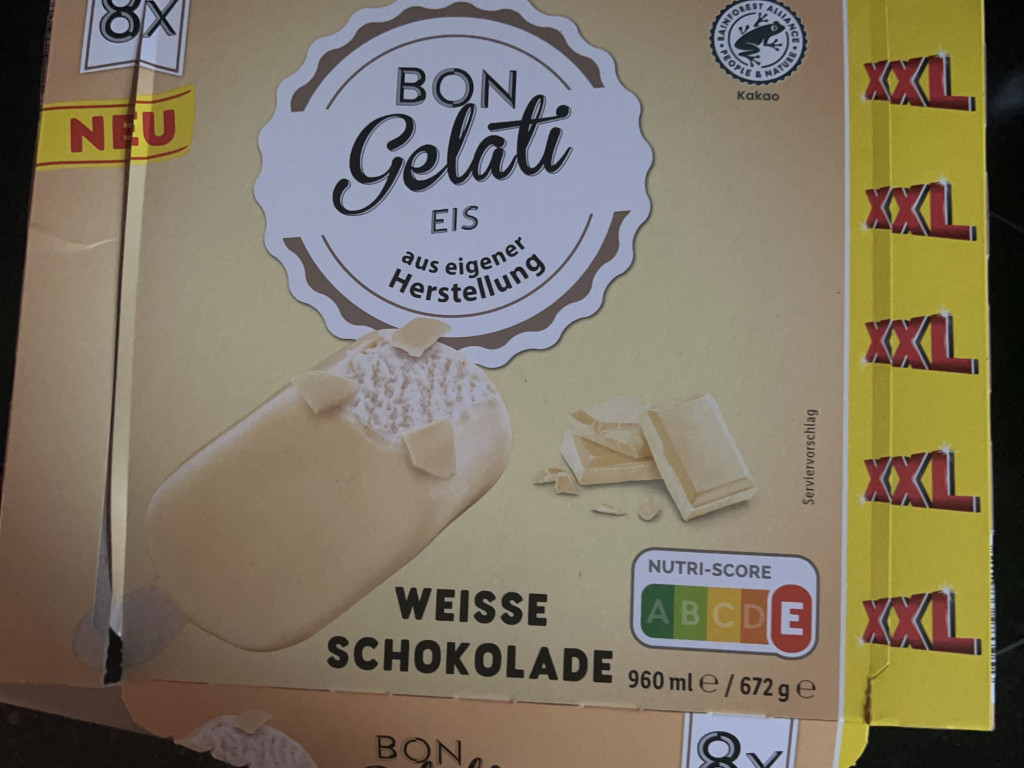 8x
NEU
BON
Gelati
EIS
aus eigener
Herstellung
RAINFOREST ALLIANCE
PEOPLE & NATURE
Kakao
XXL
XXL
XXL
XXL
XXL
Serviervorschlag
WEISSE
SCHOKOLADE
NUTRI-SCORE
A B C D E
960 ml ℮ / 672 g ℮
BON
8x